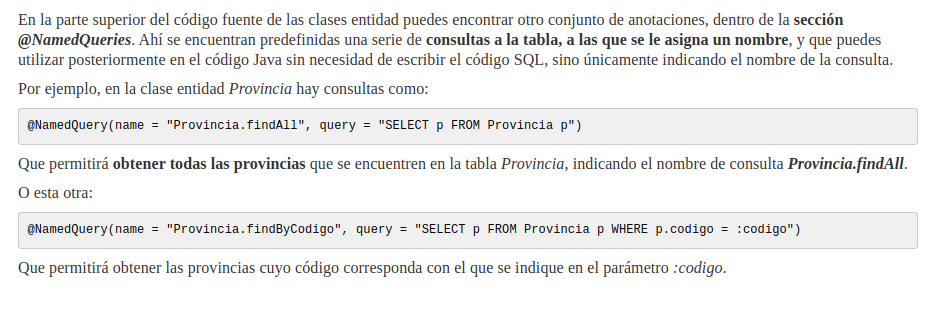 En la parte superior del código fuente de las clases entidad puedes encontrar otro conjunto de anotaciones, dentro de la sección
@NamedQueries. Ahí se encuentran predefinidas una serie de consultas a la tabla, a las que se le asigna un nombre, y que puedes
utilizar posteriormente en el código Java sin necesidad de escribir el código SQL, sino únicamente indicando el nombre de la consulta.
Por ejemplo, en la clase entidad Provincia hay consultas como:
@NamedQuery(name = "Provincia.findAll", query = "SELECT p FROM Provincia p")
Que permitirá obtener todas las provincias que se encuentren en la tabla Provincia, indicando el nombre de consulta Provincia.findAll.
O esta otra:
@NamedQuery(name = "Provincia.findByCodigo", query = "SELECT p FROM Provincia p WHERE p.codigo = :codigo")
Que permitirá obtener las provincias cuyo código corresponda con el que se indique en el parámetro :codigo.